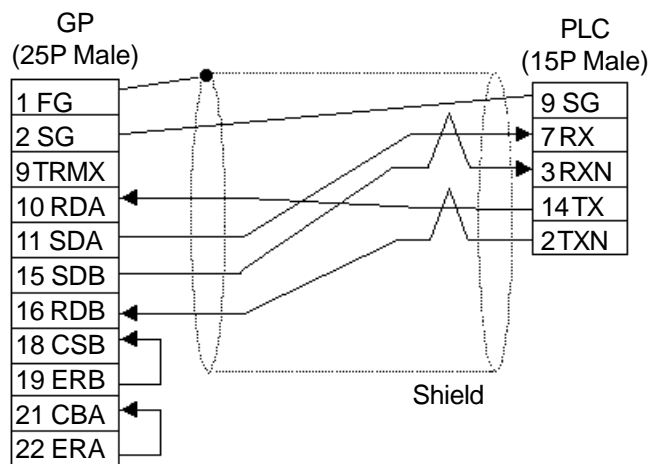 GP
(25P Male)
1 FG
2 SG
9 TRMX
10 RDA
11 SDA
15 SDB
16 RDB
18 CSB
19 ERB
21 CBA
22 ERA
Shield
PLC
(15P Male)
9 SG
7 RX
3 RXN
14 TX
2 TXN